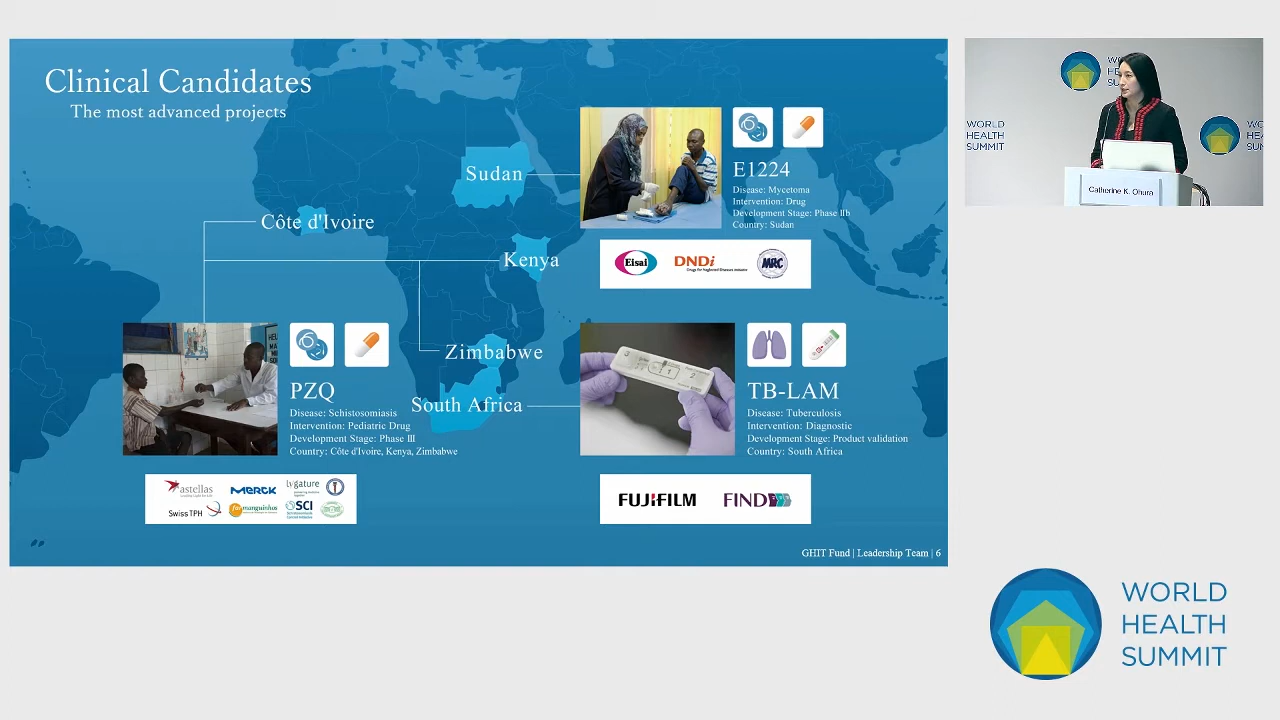 Clinical Candidates
The most advanced projects
Sudan
Côte d'Ivoire
Kenya
Zimbabwe
South Africa
E1224
Disease: Mycetoma
Intervention: Drug
Development Stage: Phase IIb
Country: Sudan
Eisai
DNDi
Drugs for Neglected Diseases initiative
MRC
PZQ
Disease: Schistosomiasis
Intervention: Pediatric Drug
Development Stage: Phase III
Country: Côte d'Ivoire, Kenya, Zimbabwe
astellas
MERCK
Lygature
Swiss TPH
farmanguinhos
SCI
TB-LAM
Disease: Tuberculosis
Intervention: Diagnostic
Development Stage: Product validation
Country: South Africa
FUJIFILM
FIND
GHIT Fund | Leadership Team | 6
WORLD
HEALTH
SUMMIT
Catherine K. Ohura
WORLD
HEALTH
SUMMIT